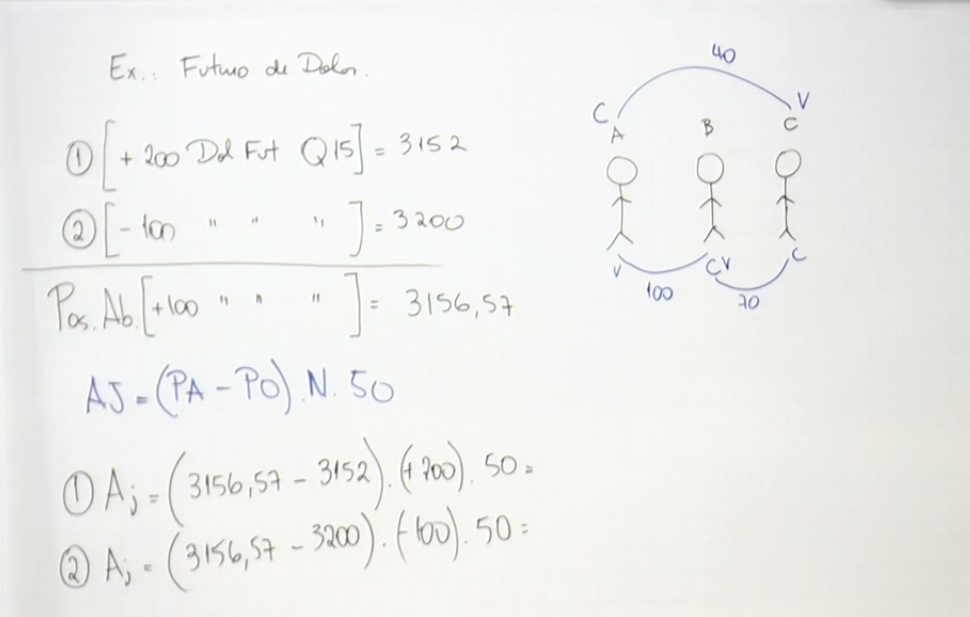 Ex.: Futuro de Dolar.
① [+ 200 Dol Fut Q15] = 3152
② [- 100 " " "] = 3200
Pos. Ab. [+100 " " "] = 3156,57
AJ = (PA - PO).N.50
① Aj = (3156,57 - 3152).(+200).50=
② Aj = (3156,57 - 3200).(-100).50=
40
C V
A B C
V CV C
100 70